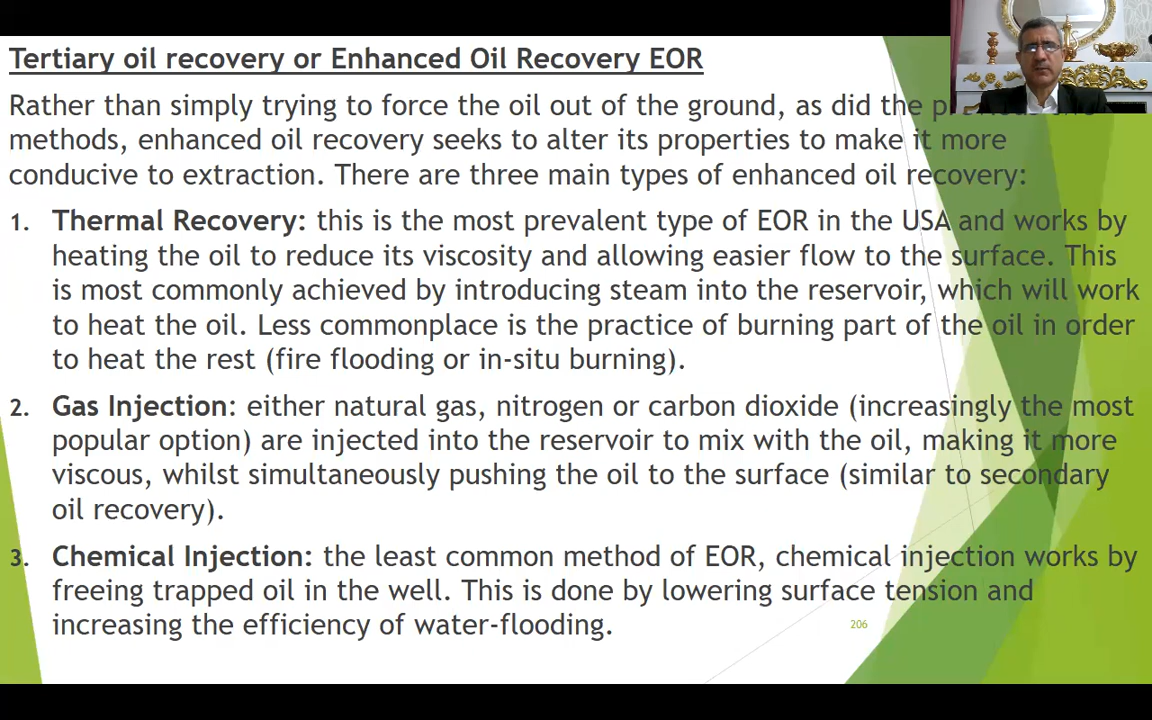 Tertiary oil recovery or Enhanced Oil Recovery EOR
Rather than simply trying to force the oil out of the ground, as did the
methods, enhanced oil recovery seeks to alter its properties to make it more
conducive to extraction. There are three main types of enhanced oil recovery:
1. Thermal Recovery: this is the most prevalent type of EOR in the USA and works by
heating the oil to reduce its viscosity and allowing easier flow to the surface. This
is most commonly achieved by introducing steam into the reservoir, which will work
to heat the oil. Less commonplace is the practice of burning part of the oil in order
to heat the rest (fire flooding or in-situ burning).
2. Gas Injection: either natural gas, nitrogen or carbon dioxide (increasingly the most
popular option) are injected into the reservoir to mix with the oil, making it more
viscous, whilst simultaneously pushing the oil to the surface (similar to secondary
oil recovery).
3. Chemical Injection: the least common method of EOR, chemical injection works by
freeing trapped oil in the well. This is done by lowering surface tension and
increasing the efficiency of water-flooding.
206